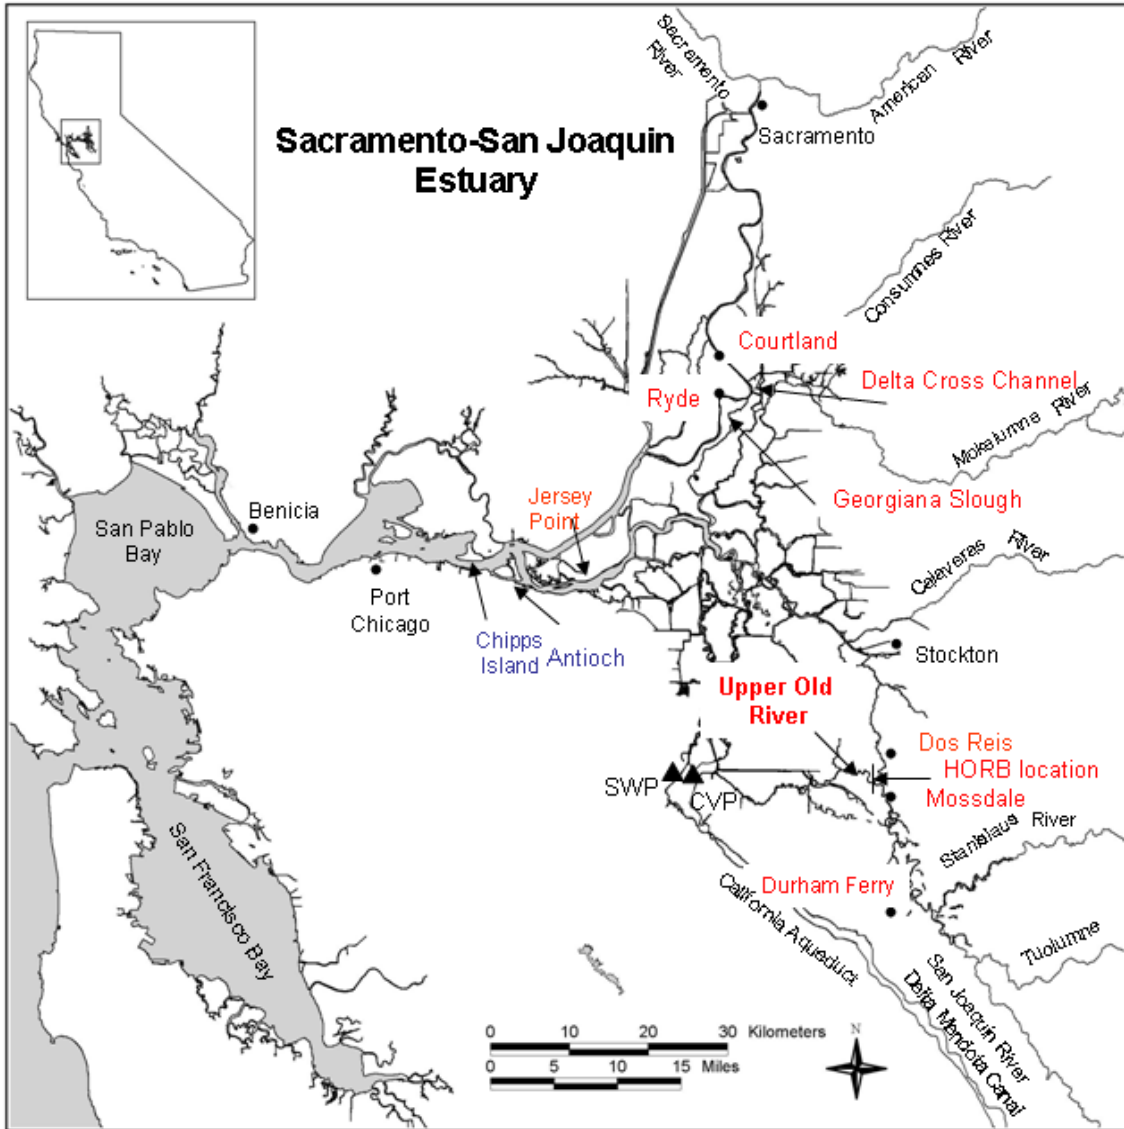 Sacramento
River
American River
Sacramento
Sacramento-San Joaquin
Estuary
Consumnes River
Courtland
Delta Cross Channel
Ryde
Mokelumne River
Georgiana Slough
Jersey
Point
Benicia
San Pablo
Bay
Calaveras River
Port
Chicago
Chipps
Island
Antioch
Stockton
Upper Old
River
Dos Reis
HORB location
SWP
CVP
Mossdale
Stanislaus River
San Francisco Bay
Durham Ferry
California Aqueduct
Tuolumne
San Joaquin River
Delta Mendota Canal
0 10 20 30 Kilometers
0 5 10 15 Miles
N